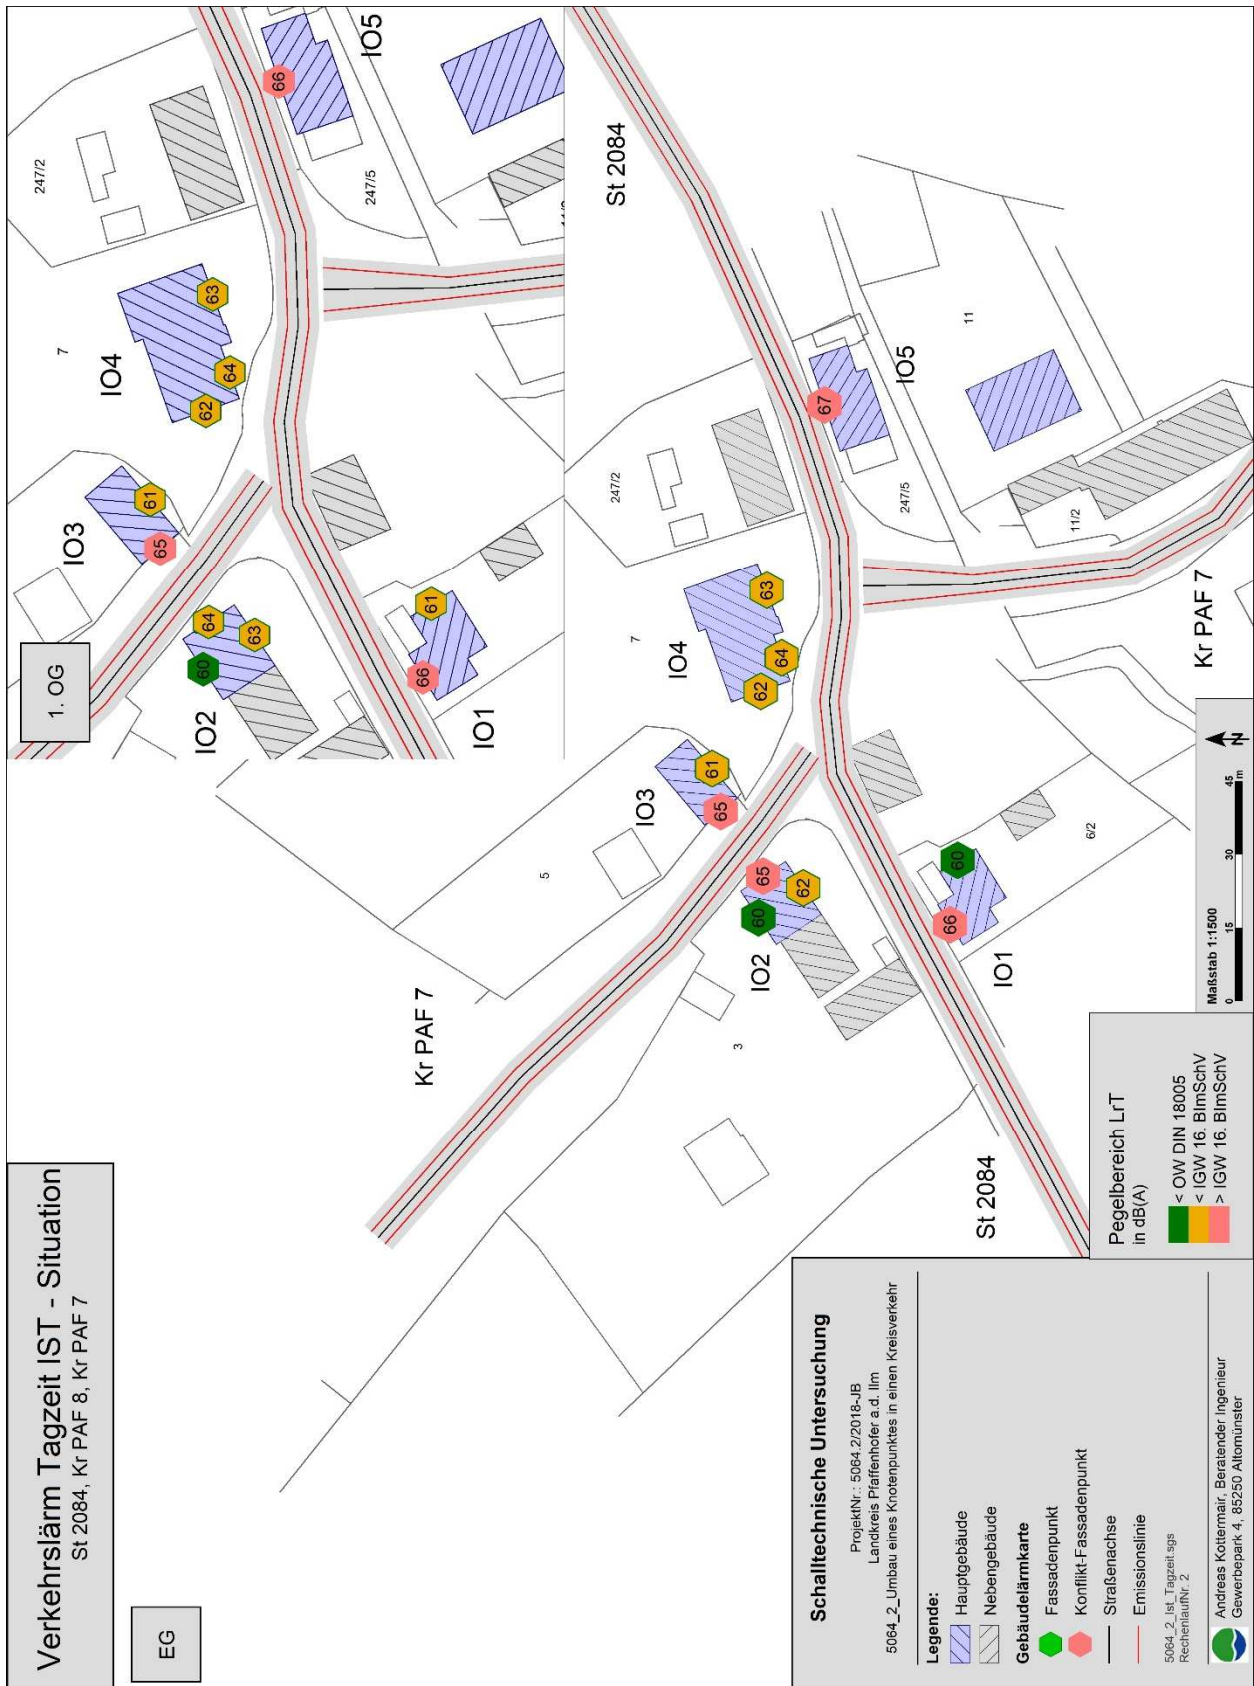 Verkehrslärm Tagzeit IST - Situation
St 2084, Kr PAF 8, Kr PAF 7
EG
1. OG
247/2
7
IO4
63
64
62
IO3
61
65
IO2
64
63
60
IO1
61
66
IO5
66
247/5
St 2084
247/2
7
IO4
63
64
62
IO3
61
65
5
Kr PAF 7
IO2
65
62
60
3
IO1
60
66
6/2
St 2084
IO5
67
247/5
11
11/2
Kr PAF 7
Schalltechnische Untersuchung
ProjektNr.: 5064.2/2018-JB
Landkreis Pfaffenhofer a.d. Ilm
5064_2_Umbau eines Knotenpunktes in einen Kreisverkehr
Legende:
Hauptgebäude
Nebengebäude
Gebäudelärmkarte
Fassadenpunkt
Konflikt-Fassadenpunkt
Straßenachse
Emissionslinie
5064_2_Ist_Tagzeit.sgs
RechenlaufNr. 2
Andreas Kottermair, Beratender Ingenieur
Gewerbepark 4, 85250 Altomünster
Pegelbereich LrT
in dB(A)
< OW DIN 18005
< IGW 16. BImSchV
> IGW 16. BImSchV
Maßstab 1:1500
0 15 30 45
m
N